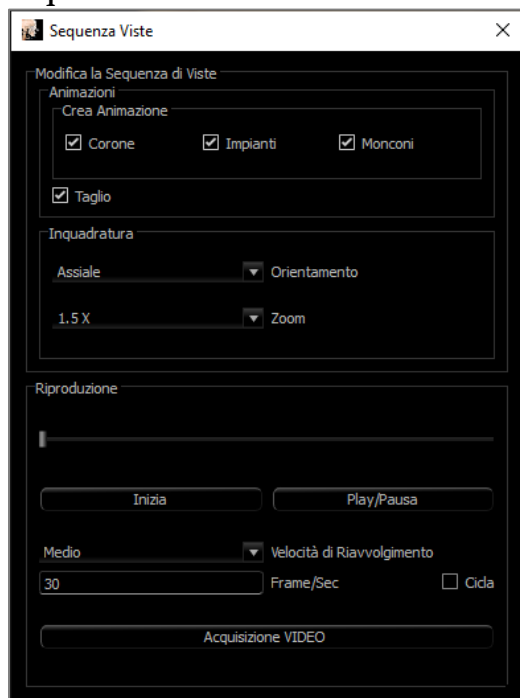 Sequenza Viste
Modifica la Sequenza di Viste
Animazioni
Crea Animazione
Corone Impianti Monconi
Taglio
Inquadratura
Assiale Orientamento
1.5 X Zoom
Riproduzione
Inizia Play/Pausa
Medio Velocità di Riavvolgimento
30 Frame/Sec Cicla
Acquisizione VIDEO